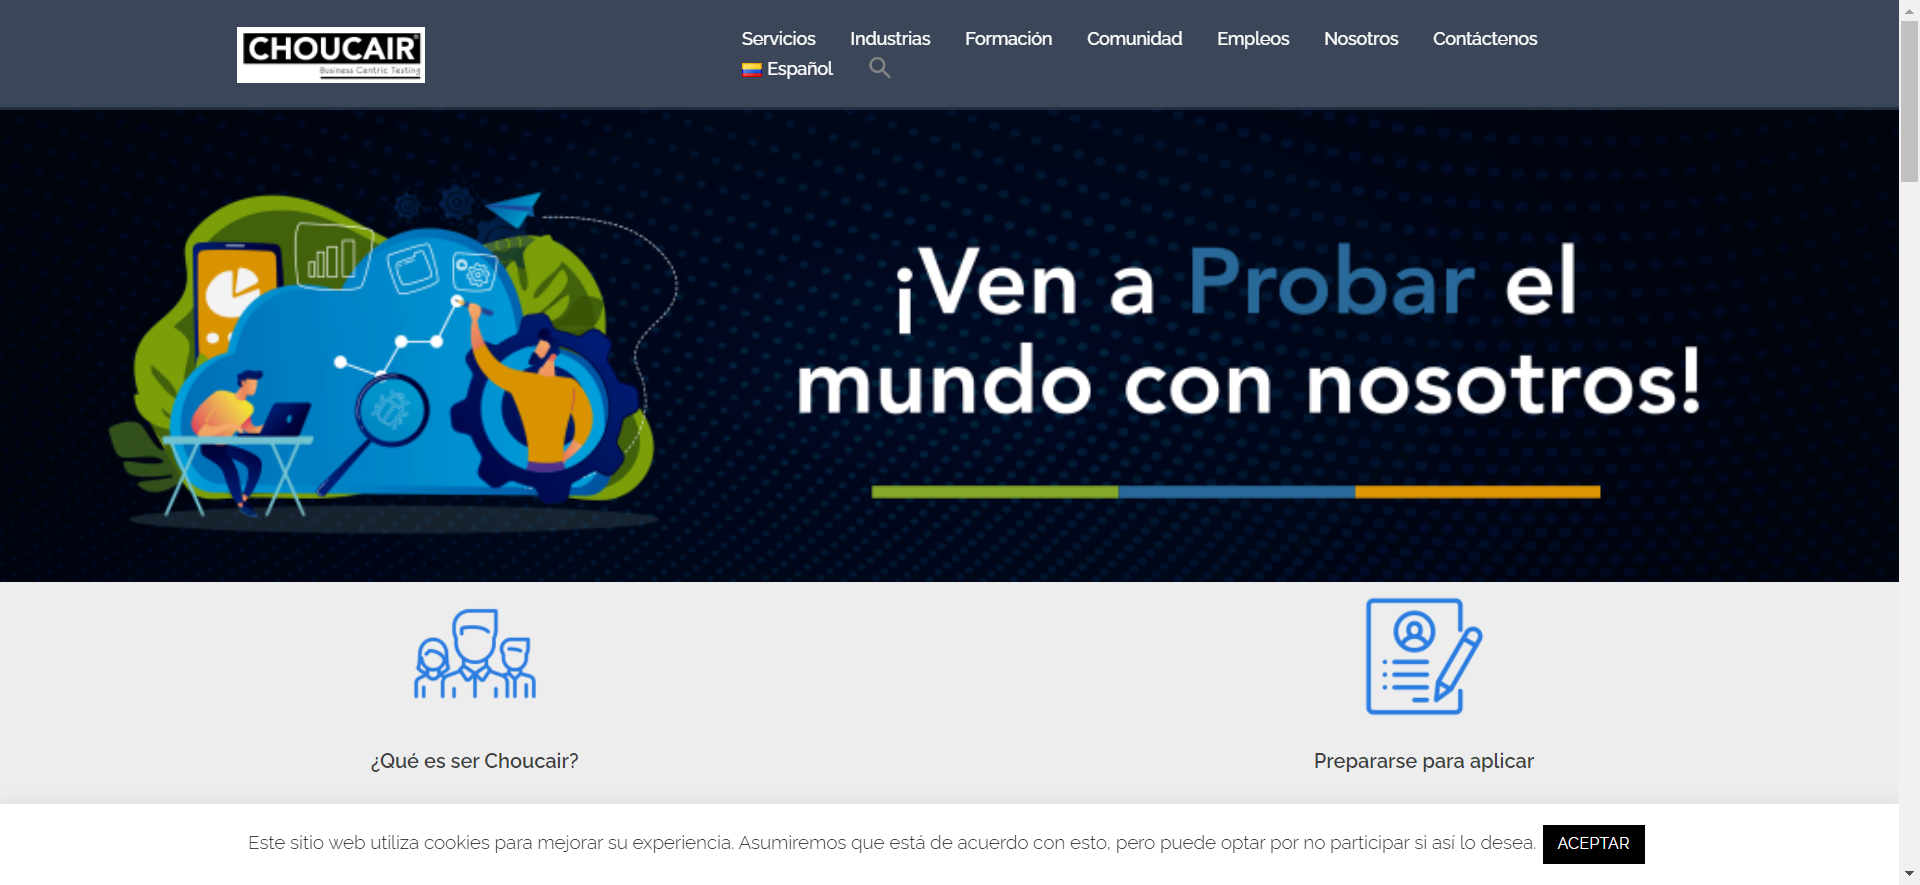 CHOUCAIR®
Business Centric Testing
Servicios Industrias Formación Comunidad Empleos Nosotros Contáctenos
Español
¡Ven a Probar el
mundo con nosotros!
¿Qué es ser Choucair?
Prepararse para aplicar
Este sitio web utiliza cookies para mejorar su experiencia. Asumiremos que está de acuerdo con esto, pero puede optar por no participar si así lo desea. ACEPTAR